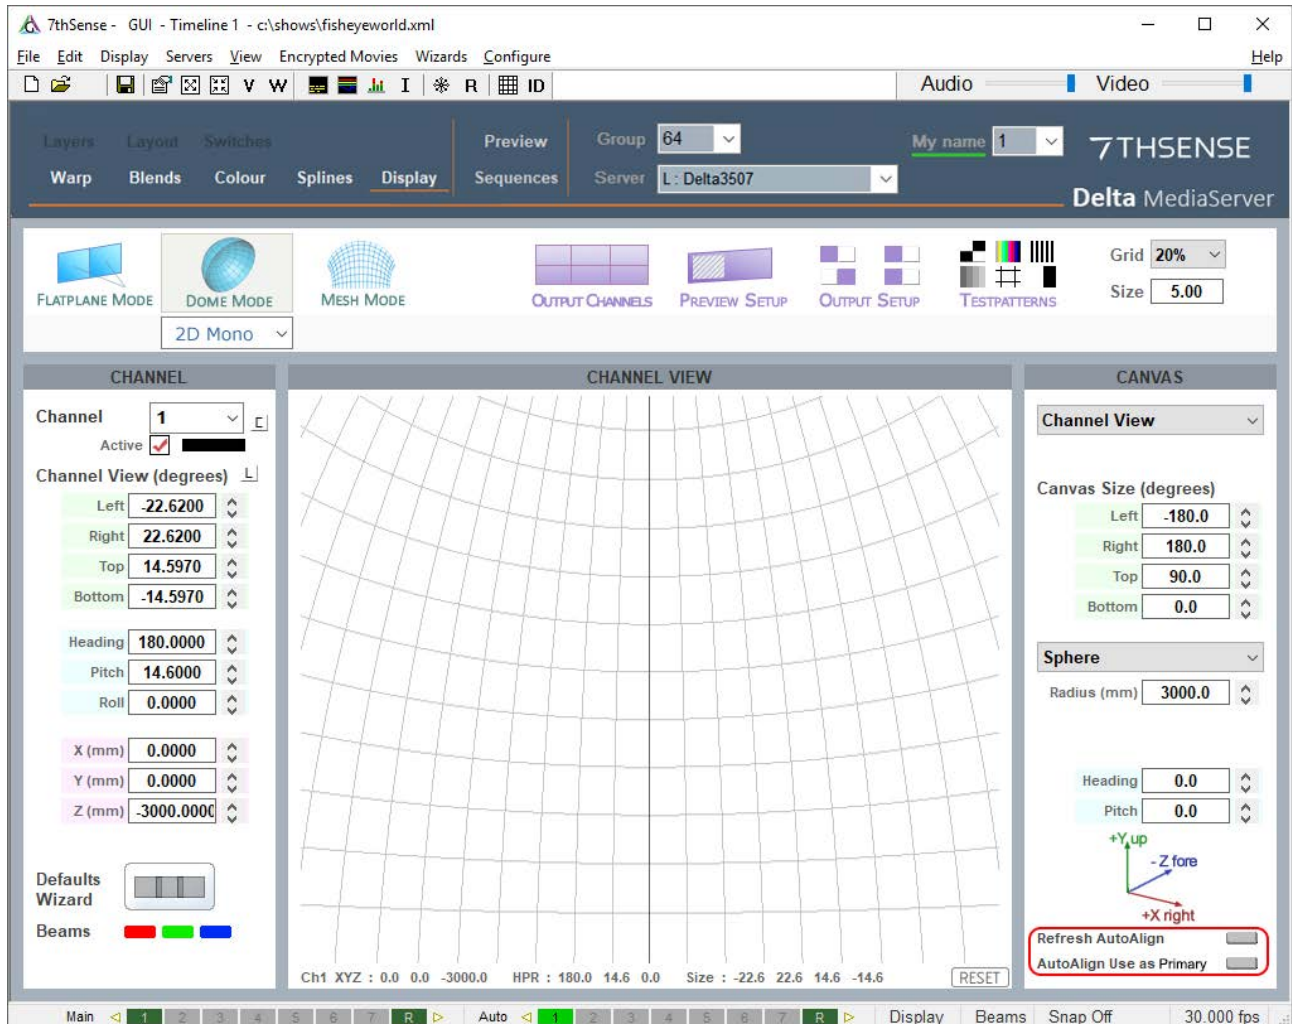 7thSense - GUI - Timeline 1 - c:\shows\fisheyeworld.xml
File Edit Display Servers View Encrypted Movies Wizards Configure Help
V W I R ID Audio Video
Layers Layout Switches Preview Group 64 My name 1 7THSENSE
Warp Blends Colour Splines Display Sequences Server L : Delta3507
Delta MediaServer
Grid 20%
FLATPLANE MODE DOME MODE MESH MODE OUTPUT CHANNELS PREVIEW SETUP OUTPUT SETUP TESTPATTERNS Size 5.00
2D Mono
CHANNEL CHANNEL VIEW CANVAS
Channel 1
Active
Channel View (degrees) L
Left -22.6200
Right 22.6200
Top 14.5970
Bottom -14.5970
Heading 180.0000
Pitch 14.6000
Roll 0.0000
X (mm) 0.0000
Y (mm) 0.0000
Z (mm) -3000.0000
Defaults
Wizard
Beams
Ch1 XYZ : 0.0 0.0 -3000.0 HPR : 180.0 14.6 0.0 Size : -22.6 22.6 14.6 -14.6 RESET
Channel View
Canvas Size (degrees)
Left -180.0
Right 180.0
Top 90.0
Bottom 0.0
Sphere
Radius (mm) 3000.0
Heading 0.0
Pitch 0.0
+Y up
- Z fore
+X right
Refresh AutoAlign
AutoAlign Use as Primary
Main 1 2 3 4 5 6 7 R Auto 1 2 3 4 5 6 7 R Display Beams Snap Off 30.000 fps